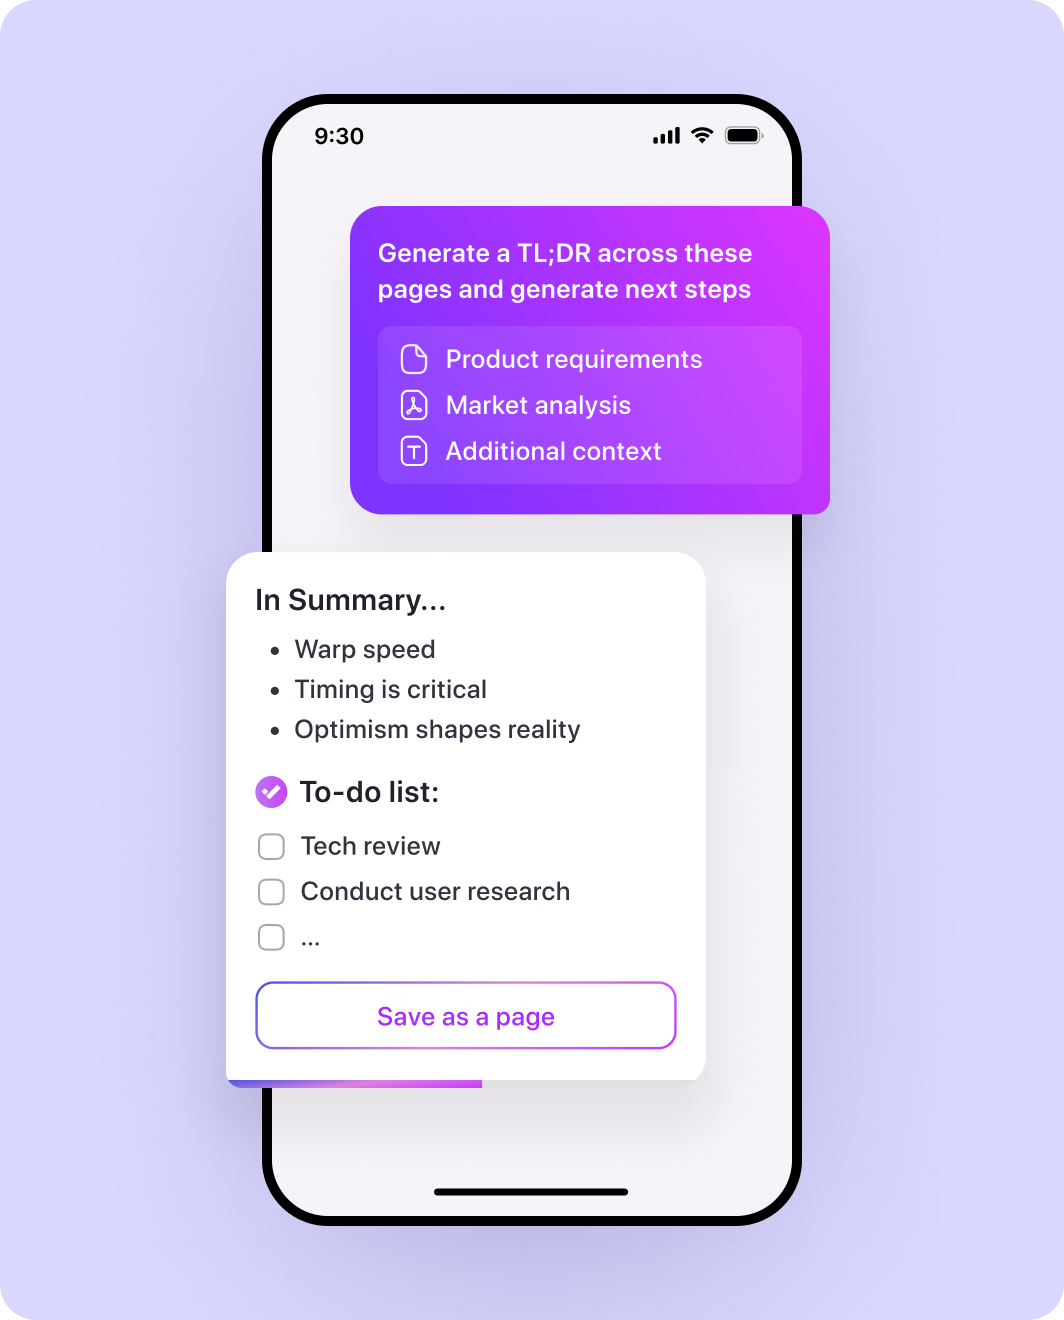 9:30
Generate a TL;DR across these
pages and generate next steps
Product requirements
Market analysis
Additional context
In Summary...
• Warp speed
• Timing is critical
• Optimism shapes reality
To-do list:
Tech review
Conduct user research
...
Save as a page